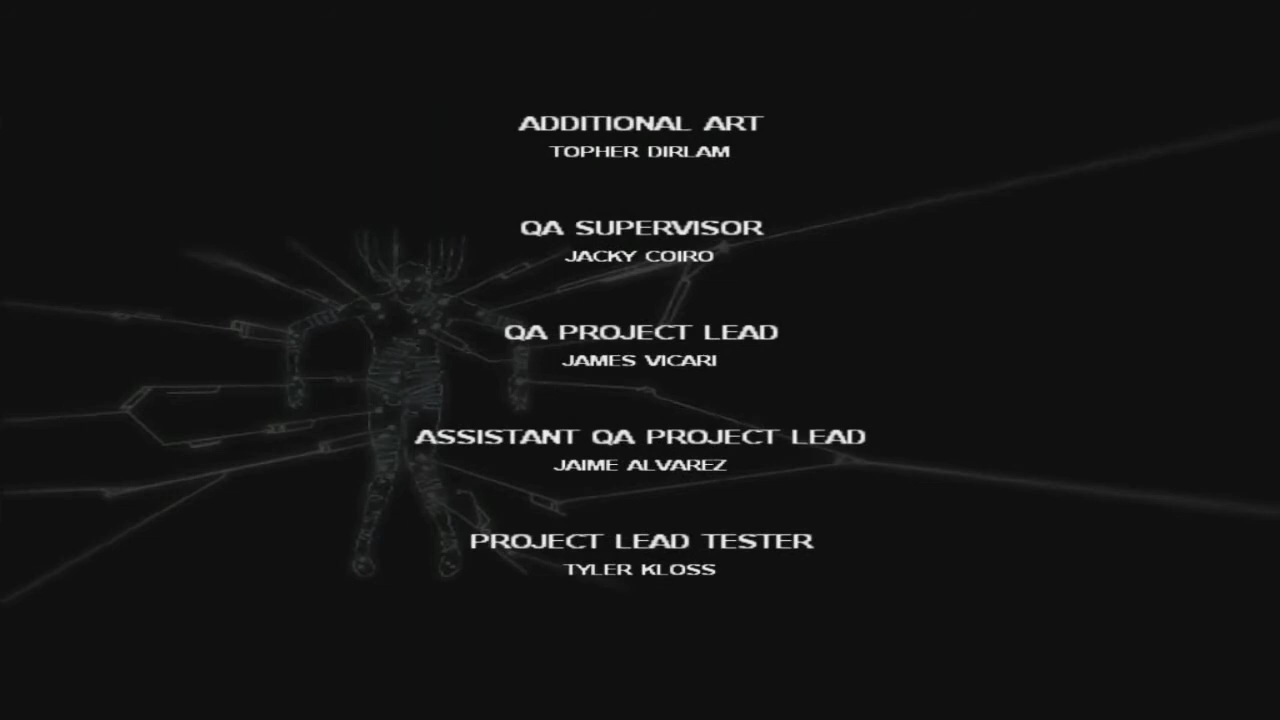 ADDITIONAL ART
TOPHER DIRLAM
QA SUPERVISOR
JACKY COIRO
QA PROJECT LEAD
JAMES VICARI
ASSISTANT QA PROJECT LEAD
JAIME ALVAREZ
PROJECT LEAD TESTER
TYLER KLOSS